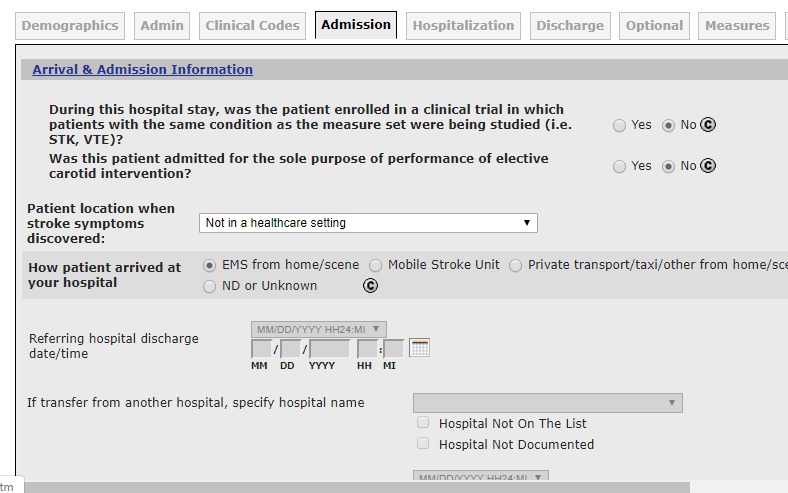 Demographics Admin Clinical Codes Admission Hospitalization Discharge Optional Measures
Arrival & Admission Information
During this hospital stay, was the patient enrolled in a clinical trial in which
patients with the same condition as the measure set were being studied (i.e.
STK, VTE)?
Yes No C
Was this patient admitted for the sole purpose of performance of elective
carotid intervention?
Yes No C
Patient location when
stroke symptoms
discovered:
Not in a healthcare setting
How patient arrived at
your hospital
EMS from home/scene Mobile Stroke Unit Private transport/taxi/other from home/sce
ND or Unknown C
Referring hospital discharge
date/time
MM/DD/YYYY HH24:MI
/ / :
MM DD YYYY HH MI
If transfer from another hospital, specify hospital name
Hospital Not On The List
Hospital Not Documented
MM/DD/YYYY HH24:MI
tm